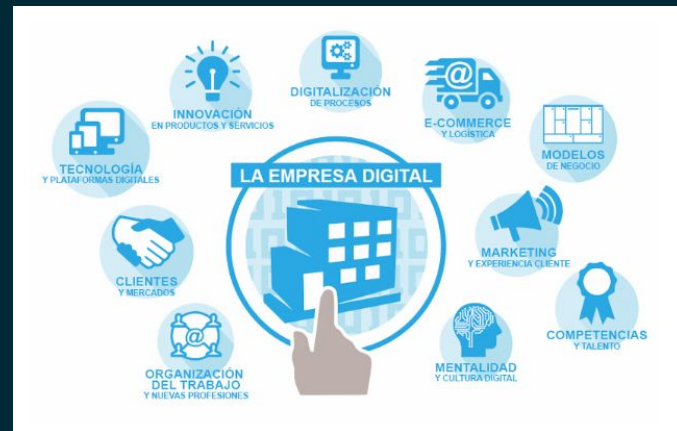 DIGITALIZACIÓN
DE PROCESOS
INNOVACIÓN
EN PRODUCTOS Y SERVICIOS
@
E-COMMERCE
Y LOGÍSTICA
TECNOLOGÍA
Y PLATAFORMAS DIGITALES
MODELOS
DE NEGOCIO
LA EMPRESA DIGITAL
CLIENTES
Y MERCADOS
MARKETING
Y EXPERIENCIA CLIENTE
@
ORGANIZACIÓN
DEL TRABAJO
Y NUEVAS PROFESIONES
MENTALIDAD
Y CULTURA DIGITAL
COMPETENCIAS
Y TALENTO